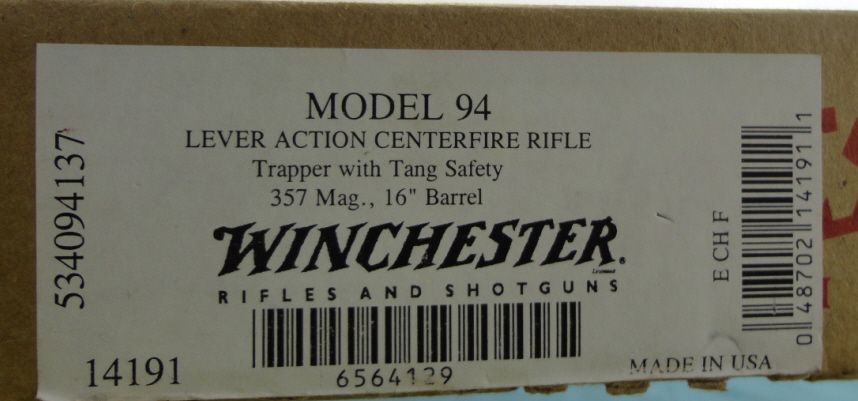 MODEL 94
LEVER ACTION CENTERFIRE RIFLE
Trapper with Tang Safety
357 Mag., 16" Barrel
WINCHESTER.
RIFLES AND SHOTGUNS
6564129
14191
MADE IN USA
534094137
E CH F
0 48702 14191 1